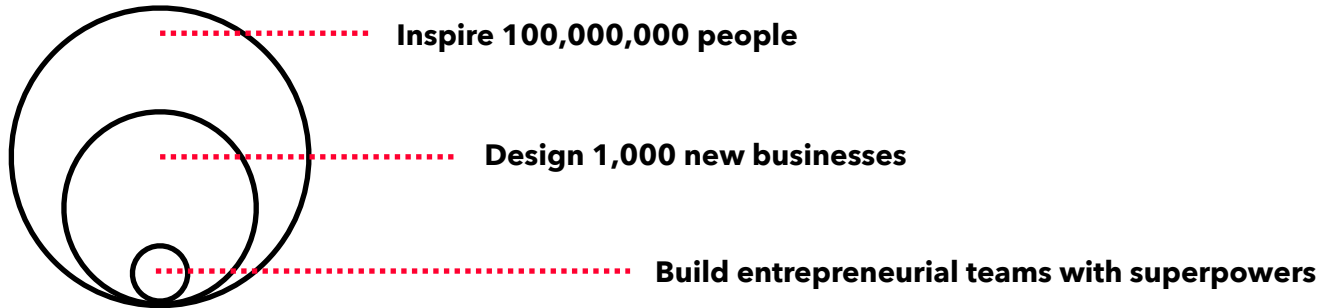 Inspire 100,000,000 people
Design 1,000 new businesses
Build entrepreneurial teams with superpowers